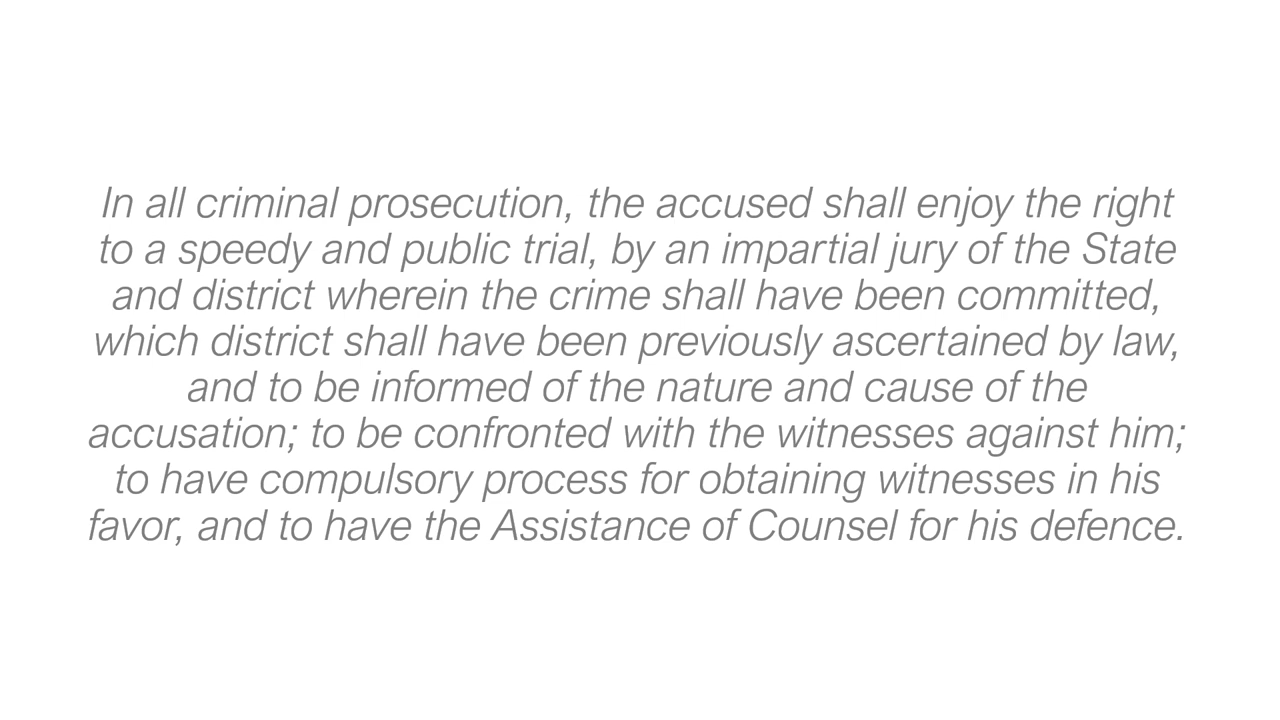 In all criminal prosecution, the accused shall enjoy the right
to a speedy and public trial, by an impartial jury of the State
and district wherein the crime shall have been committed,
which district shall have been previously ascertained by law,
and to be informed of the nature and cause of the
accusation; to be confronted with the witnesses against him;
to have compulsory process for obtaining witnesses in his
favor, and to have the Assistance of Counsel for his defence.